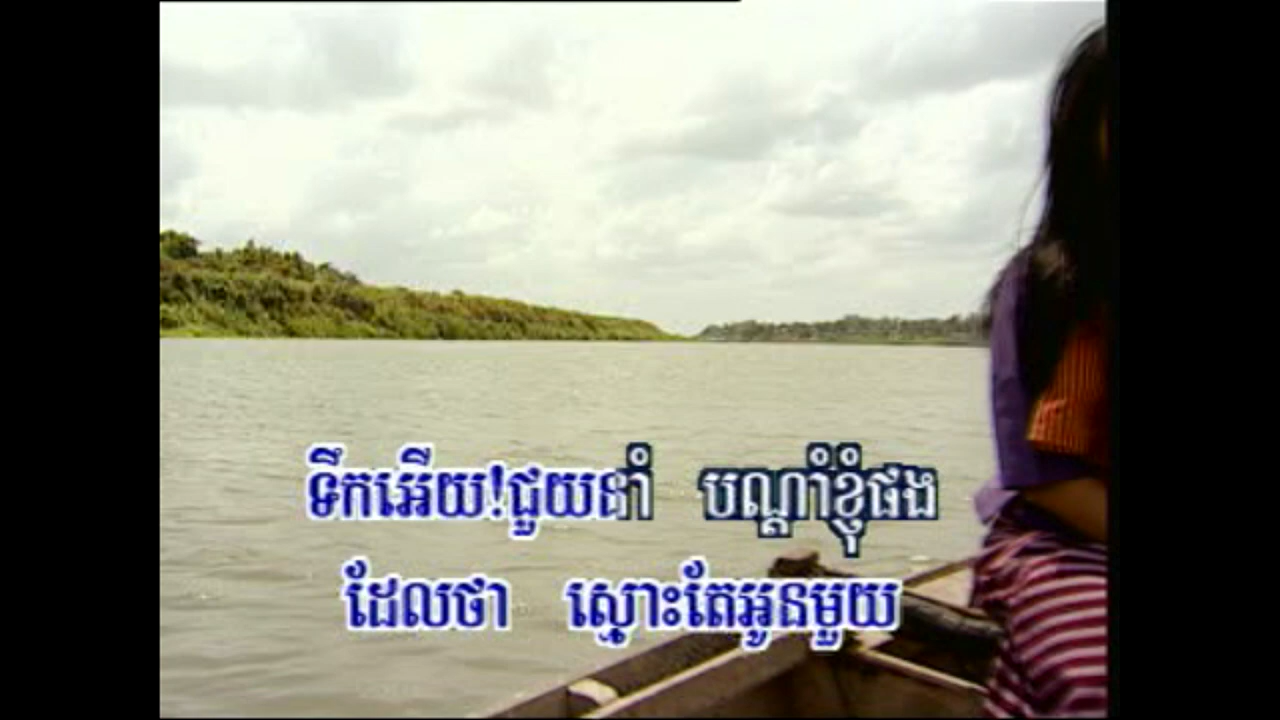 ទឹកអើយ!ជួយនាំ បណ្ដាំខ្ញុំផង
ដែលថា ស្មោះតែអូនមួយ